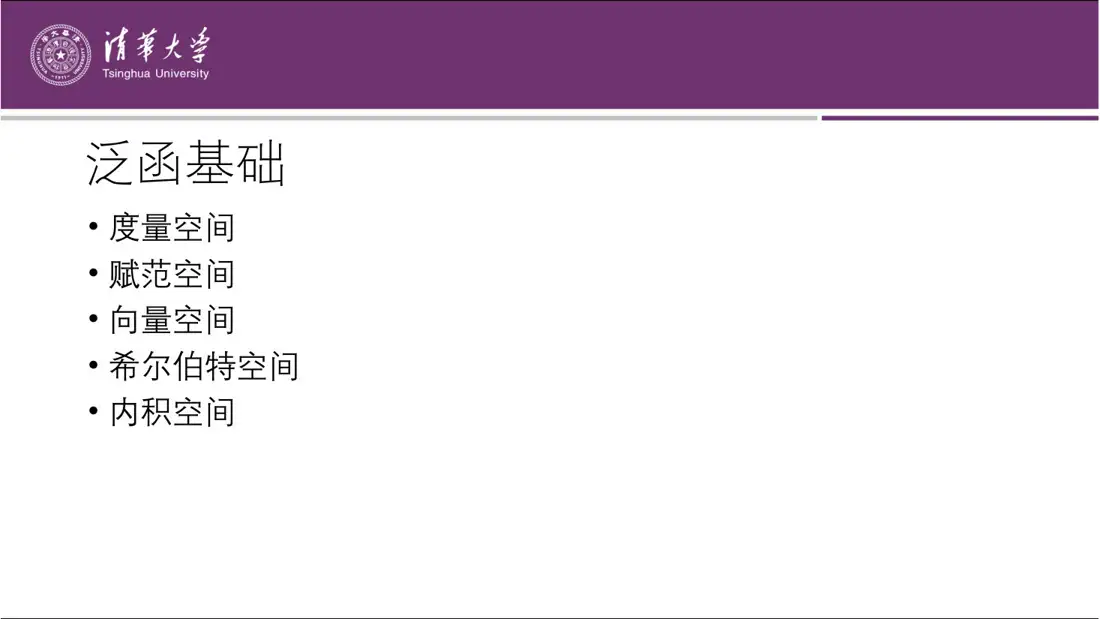 清华大学
Tsinghua University
泛函基础
• 度量空间
• 赋范空间
• 向量空间
• 希尔伯特空间
• 内积空间